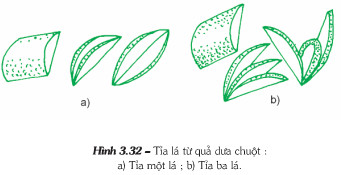 a)
b)
Hình 3.32 – Tỉa lá từ quả dưa chuột :
a) Tỉa một lá ; b) Tỉa ba lá.